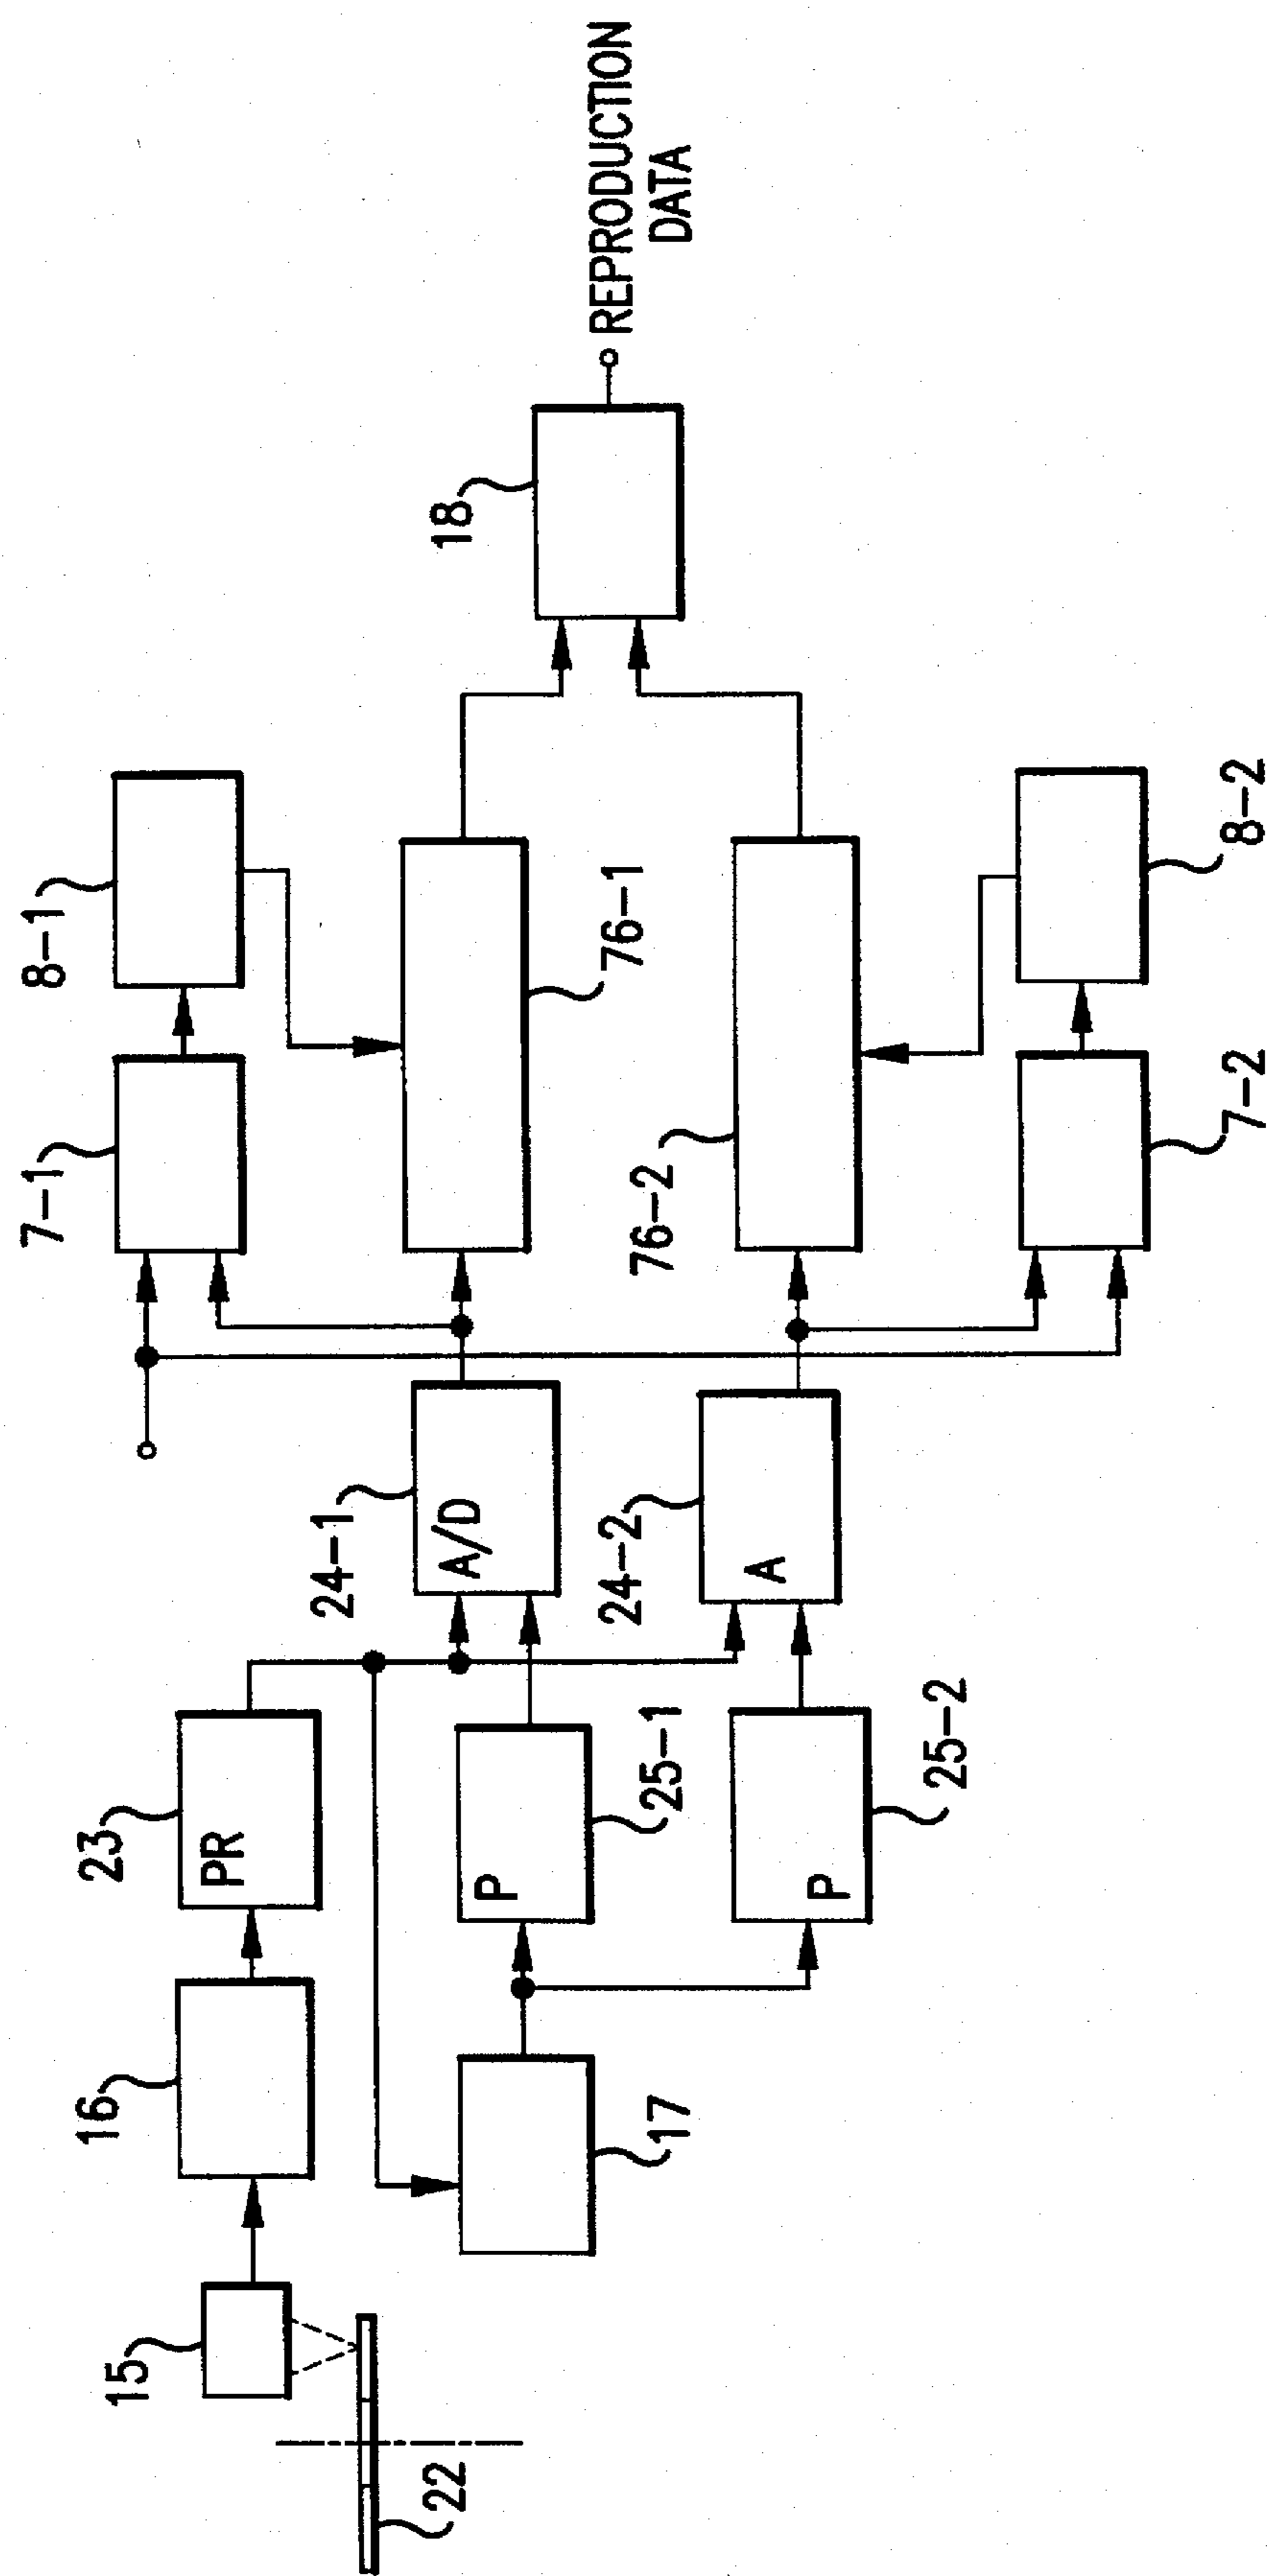 22
15
16
23
PR
17
P
25-1
P
25-2
24-1
A/D
24-2
A
7-1
8-1
76-1
76-2
7-2
8-2
18
REPRODUCTION
DATA